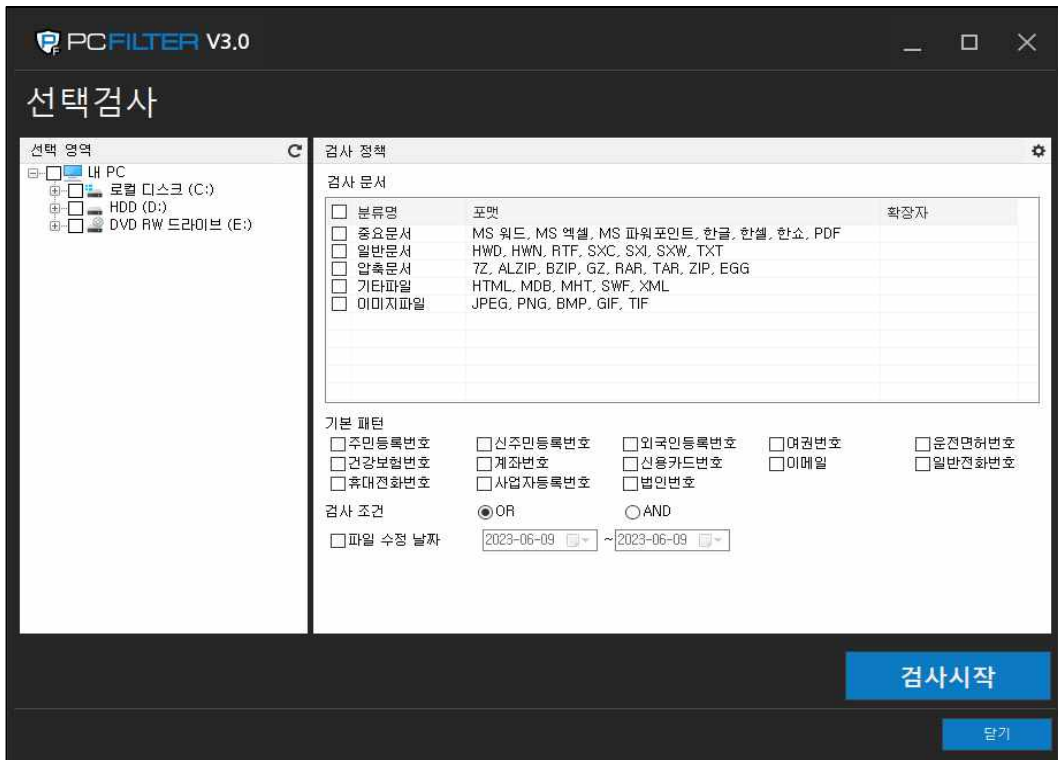 PCFILTER V3.0
선택검사
선택 영역
내 PC
로컬 디스크 (C:)
HDD (D:)
DVD RW 드라이브 (E:)
검사 정책
검사 문서
분류명 포맷 확장자
중요문서 MS 워드, MS 엑셀, MS 파워포인트, 한글, 한셀, 한쇼, PDF
일반문서 HWD, HWN, RTF, SXC, SXI, SXW, TXT
압축문서 7Z, ALZIP, BZIP, GZ, RAR, TAR, ZIP, EGG
기타파일 HTML, MDB, MHT, SWF, XML
이미지파일 JPEG, PNG, BMP, GIF, TIF
기본 패턴
주민등록번호 신주민등록번호 외국인등록번호 여권번호 운전면허번호
건강보험번호 계좌번호 신용카드번호 이메일 일반전화번호
휴대전화번호 사업자등록번호 법인번호
검사 조건 OR AND
파일 수정 날짜 2023-06-09 ~ 2023-06-09
검사시작
닫기